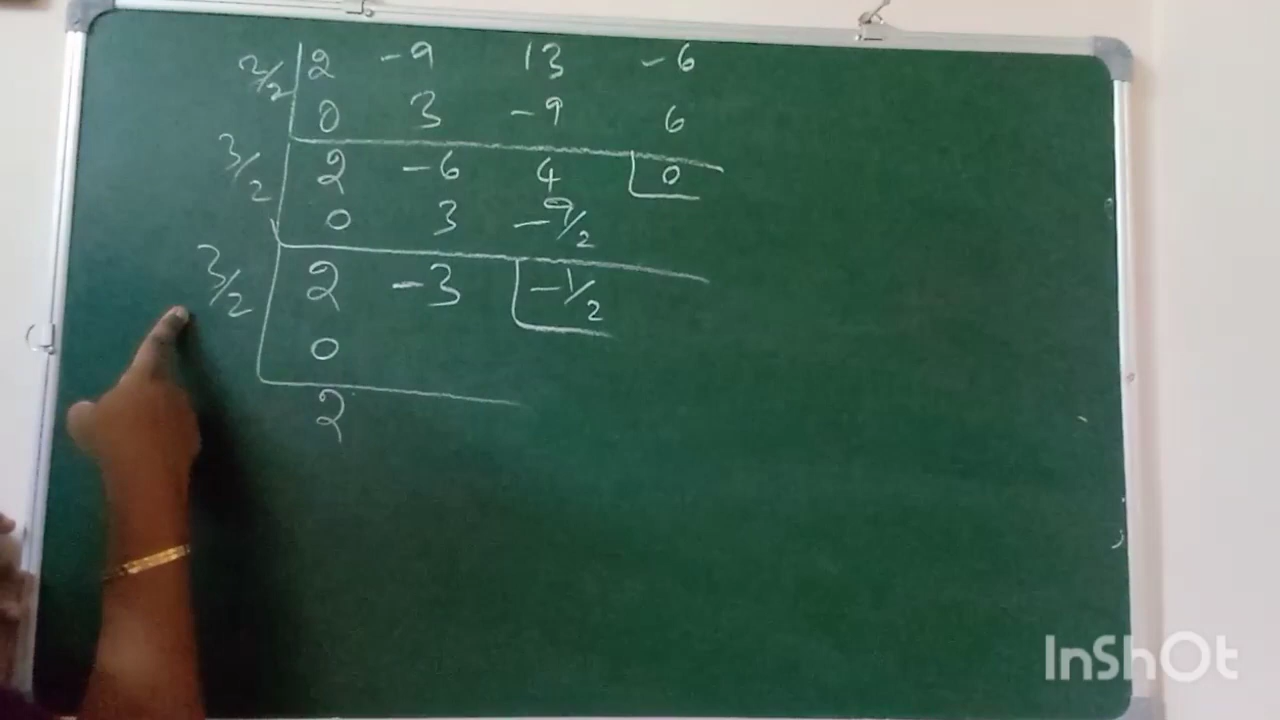 3/2 2 -9 13 -6
0 3 -9 6
3/2 2 -6 4 0
0 3 -9/2
3/2 2 -3 -1/2
0
2
InShOt